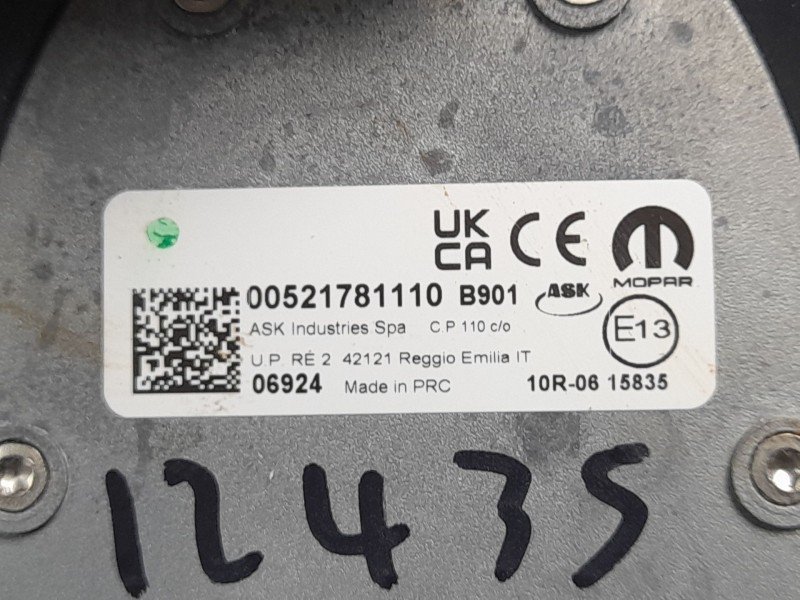 UK CA CE
MOPAR
00521781110 B901 ASK
ASK Industries Spa C.P 110 c/o
E13
U.P. RE 2 42121 Reggio Emilia IT
06924 Made in PRC 10R-06 15835
12435